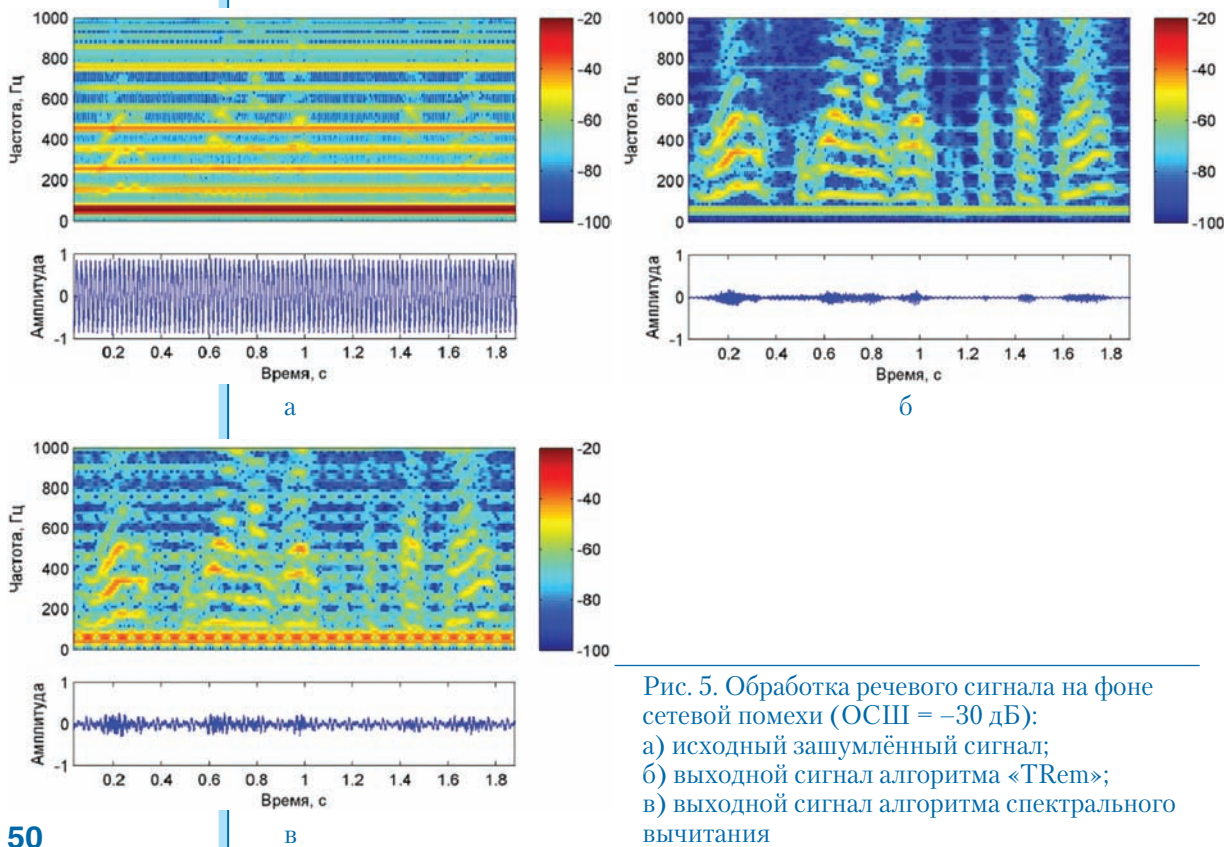 1000
800
600
400
200
0
Частота, Гц
-20
-40
-60
-80
-100
1
0
-1
Амплитуда
0.2 0.4 0.6 0.8 1 1.2 1.4 1.6 1.8
Время, с
а
1000
800
600
400
200
0
Частота, Гц
-20
-40
-60
-80
-100
1
0
-1
Амплитуда
0.2 0.4 0.6 0.8 1 1.2 1.4 1.6 1.8
Время, с
б
1000
800
600
400
200
0
Частота, Гц
-20
-40
-60
-80
-100
1
0
-1
Амплитуда
0.2 0.4 0.6 0.8 1 1.2 1.4 1.6 1.8
Время, с
в
Рис. 5. Обработка речевого сигнала на фоне
сетевой помехи (ОСШ = –30 дБ):
а) исходный зашумлённый сигнал;
б) выходной сигнал алгоритма «TRem»;
в) выходной сигнал алгоритма спектрального
вычитания
50